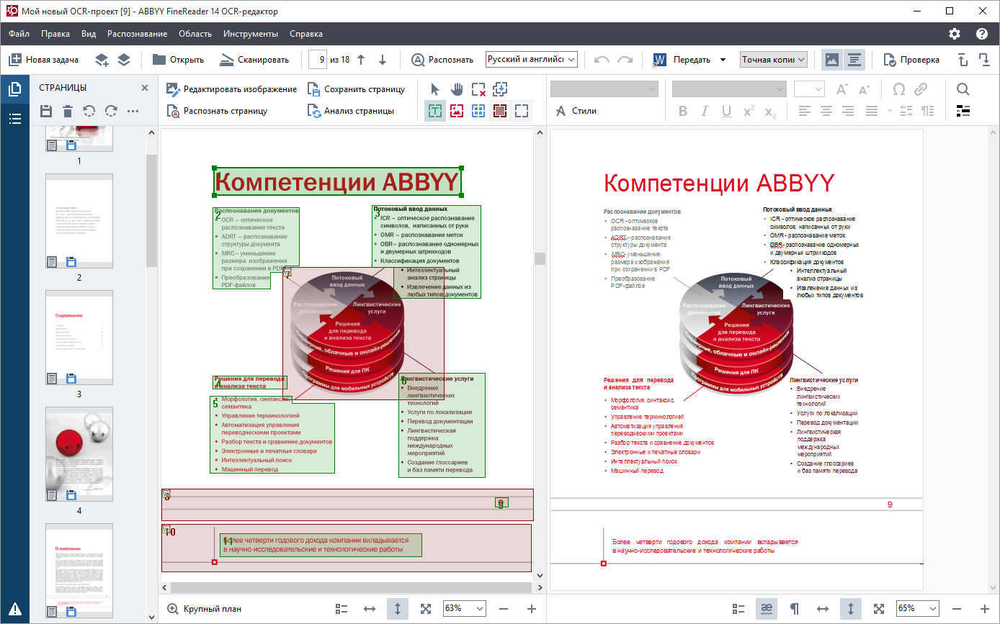 Мой новый OCR-проект [9] - ABBYY FineReader 14 OCR-редактор
Файл Правка Вид Распознавание Область Инструменты Справка
Новая задача Открыть Сканировать 9 из 18 Распознать Русский и английс Передать Точная копия Проверка
СТРАНИЦЫ
1
2
Содержание
3
4
О компании
Редактировать изображение Сохранить страницу
Распознать страницу Анализ страницы
Стили
Компетенции ABBYY
2 Распознавание документов
• OCR – оптическое
распознавание текста
• ADRT – распознавание
структуры документа
• MRC– уменьшение
размера изображения
при сохранении в PDF
• Преобразование
PDF-файлов
3 Потоковый ввод данных
• ICR – оптическое распознавание
символов, написанных от руки
• OMR – распознавание меток
• OBR– распознавание одномерных
и двумерных штрихкодов
• Классификация документов
• Интеллектуальный
анализ страницы
• Извлечение данных из
любых типов документов
Потоковый
ввод данных
Распознавание
документов
Лингвистические
услуги
Решения
для перевода
и анализа текста
Серверные, облачные и онлайн-решения
Решения для ПК
Программы для мобильных устройств
4 Решения для перевода
и анализа текста
5
• Морфология, синтаксис,
семантика
• Управление терминологией
• Автоматизация управления
переводческими проектами
• Разбор текста и сравнение документов
• Электронные и печатные словари
• Интеллектуальный поиск
• Машинный перевод
6 Лингвистические услуги
• Внедрение
лингвистических
технологий
• Услуги по локализации
• Перевод документации
• Лингвистическая
поддержка
международных
мероприятий
• Создание глоссариев
и баз памяти перевода
9
10
11 Более четверти годового дохода компании вкладывается
в научно-исследовательские и технологические работы
Компетенции ABBYY
Распознавание документов
• OCR - оптическое
распознавание текста
• ADRT - распознавание
структуры документа
• MRC- уменьшение
размера изображения
при сохранении в PDF
• Преобразование
PDF-файлов
Потоковый ввод данных
• ICR - оптическое распознавание
символов, написанных от руки
• OMR - распознавание меток
• OBR- распознавание одномерных
и двумерных штрихкодов
• Классификация документов
• Интеллектуальный
анализ страницы
• Извлечение данных из
любых типов документов
Потоковый
ввод данных
Распознавание
документов
Лингвистические
услуги
Решения
для перевода
и анализа текста
Серверные, облачные и онлайн-решения
Решения для ПК
Программы для мобильных устройств
Решения для перевода
и анализа текста
• Морфология, синтаксис,
семантика
• Управление терминологией
• Автоматизация управления
переводческими проектами
• Разбор текста и сравнение документов
• Электронные и печатные словари
• Интеллектуальный поиск
• Машинный перевод
Лингвистические услуги
• Внедрение
лингвистических
технологий
• Услуги по локализации
• Перевод документации
• Лингвистическая
поддержка
международных
мероприятий
• Создание глоссариев
и баз памяти перевода
9
Более четверти годового дохода компании вкладывается
в научно-исследовательские и технологические работы
Крупный план 63% 65%